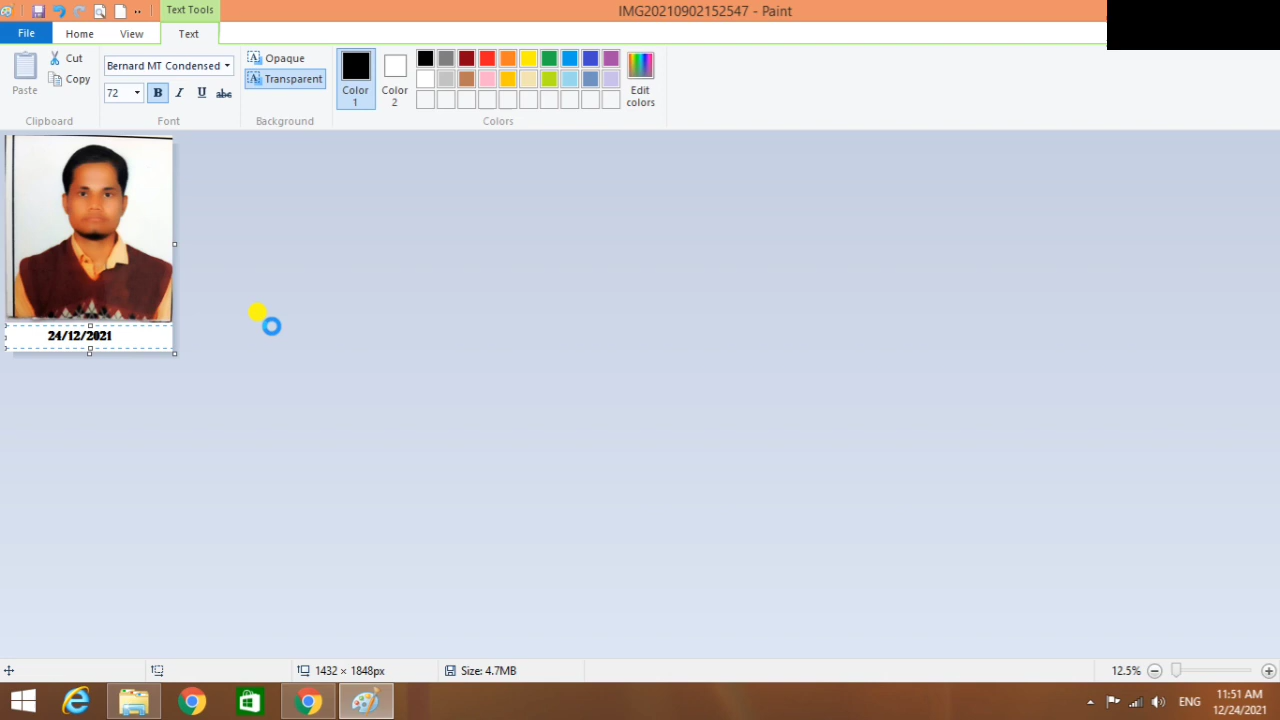 Text Tools
IMG20210902152547 - Paint
File
Home
View
Text
Paste
Cut
Copy
Clipboard
Bernard MT Condensed
72
B
I
U
abc
Font
A
Opaque
A
Transparent
Background
Color
1
Color
2
Edit
colors
Colors
24/12/2021
1432 × 1848px
Size: 4.7MB
12.5%
ENG
11:51 AM
12/24/2021